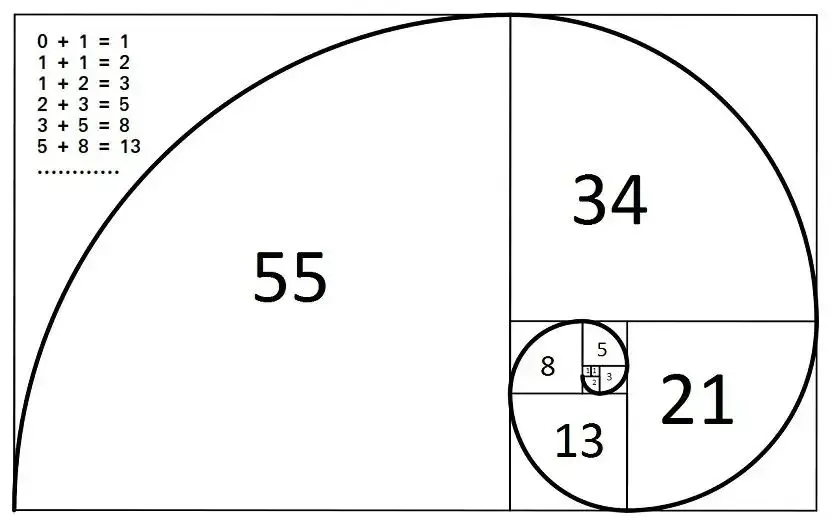 0 + 1 = 1
1 + 1 = 2
1 + 2 = 3
2 + 3 = 5
3 + 5 = 8
5 + 8 = 13
............
34
55
5
8
1 1
3
2
21
13